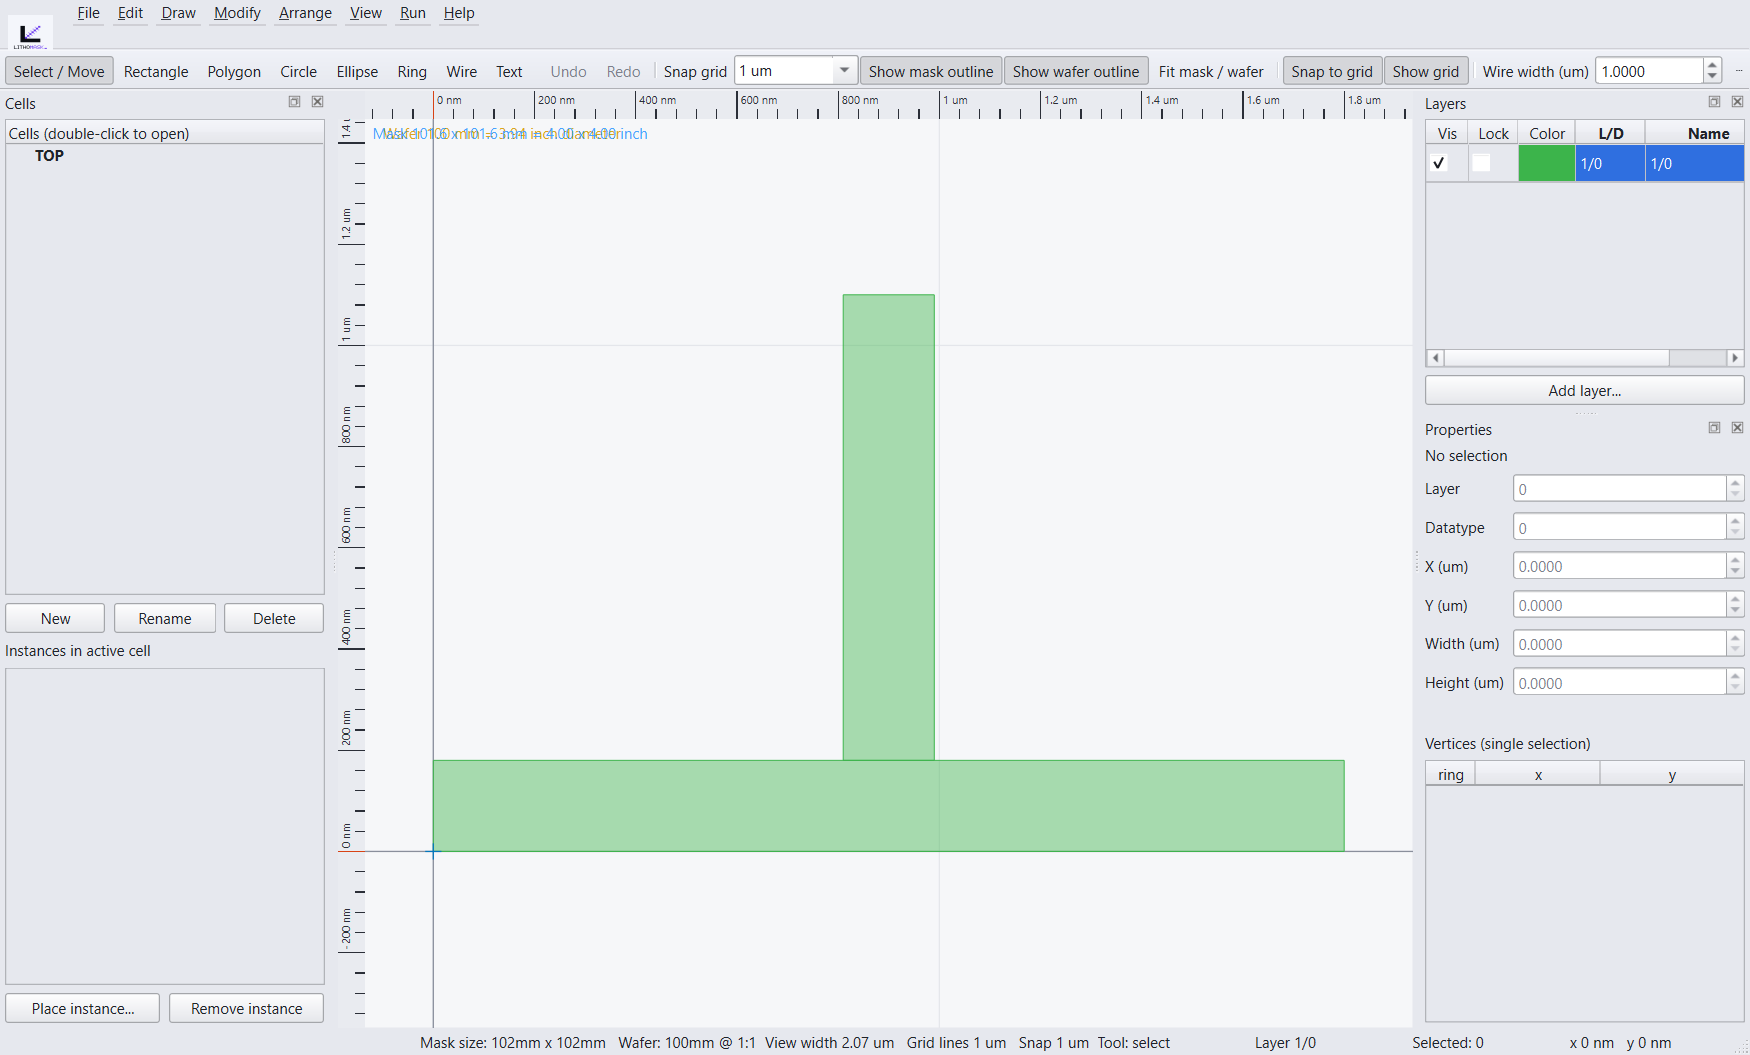 File Edit Draw Modify Arrange View Run Help
LITHOMASK
Select / Move Rectangle Polygon Circle Ellipse Ring Wire Text Undo Redo Snap grid 1 um Show mask outline Show wafer outline Fit mask / wafer Snap to grid Show grid Wire width (um) 1.0000
Cells
Cells (double-click to open)
TOP
New Rename Delete
Instances in active cell
Place instance... Remove instance
0 nm 200 nm 400 nm 600 nm 800 nm 1 um 1.2 um 1.4 um 1.6 um 1.8 um
1.4
1.2 um
1 um
800 nm
600 nm
400 nm
200 nm
0 nm
-200 nm
Layers
Vis Lock Color L/D Name
1/0 1/0
Add layer...
Properties
No selection
Layer 0
Datatype 0
X (um) 0.0000
Y (um) 0.0000
Width (um) 0.0000
Height (um) 0.0000
Vertices (single selection)
ring x y
Mask size: 102mm x 102mm Wafer: 100mm @ 1:1 View width 2.07 um Grid lines 1 um Snap 1 um Tool: select Layer 1/0 Selected: 0 x 0 nm y 0 nm